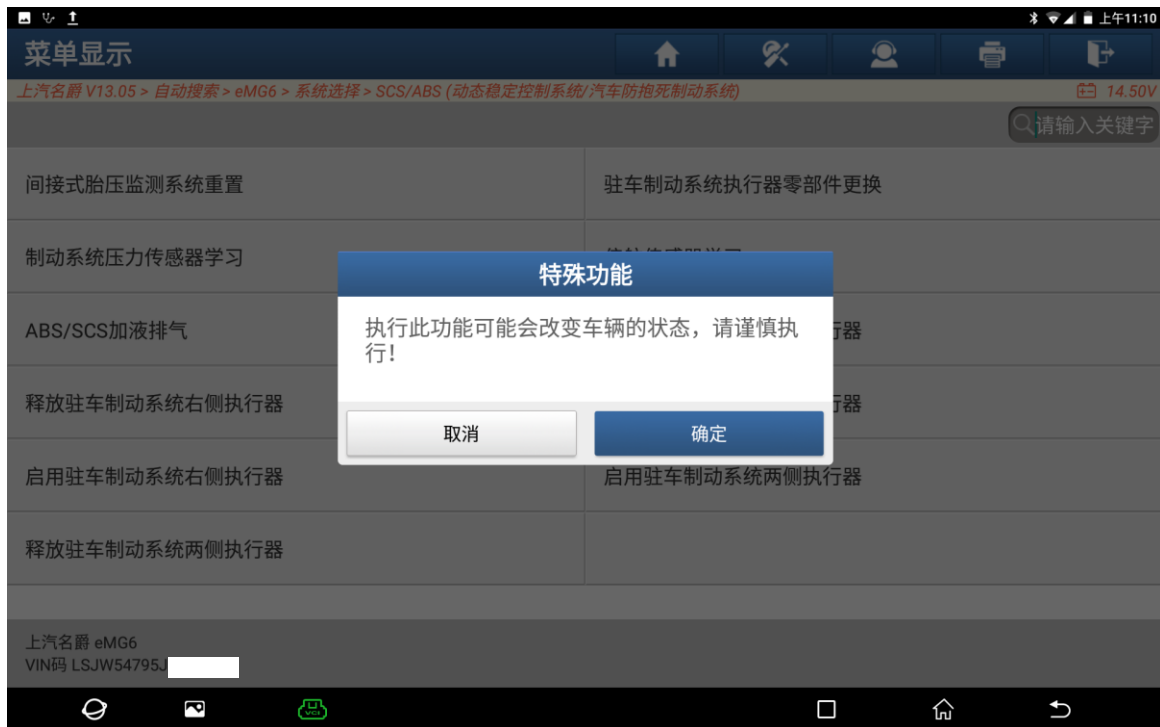 上午11:10
菜单显示
上汽名爵 V13.05 > 自动搜索 > eMG6 > 系统选择 > SCS/ABS (动态稳定控制系统/汽车防抱死制动系统)
14.50V
请输入关键字
间接式胎压监测系统重置
驻车制动系统执行器零部件更换
制动系统压力传感器学习
特殊功能
执行此功能可能会改变车辆的状态，请谨慎执
行！
ABS/SCS加液排气
行器
释放驻车制动系统右侧执行器
行器
取消
确定
启用驻车制动系统右侧执行器
启用驻车制动系统两侧执行器
释放驻车制动系统两侧执行器
上汽名爵 eMG6
VIN码 LSJW54795J
VCI